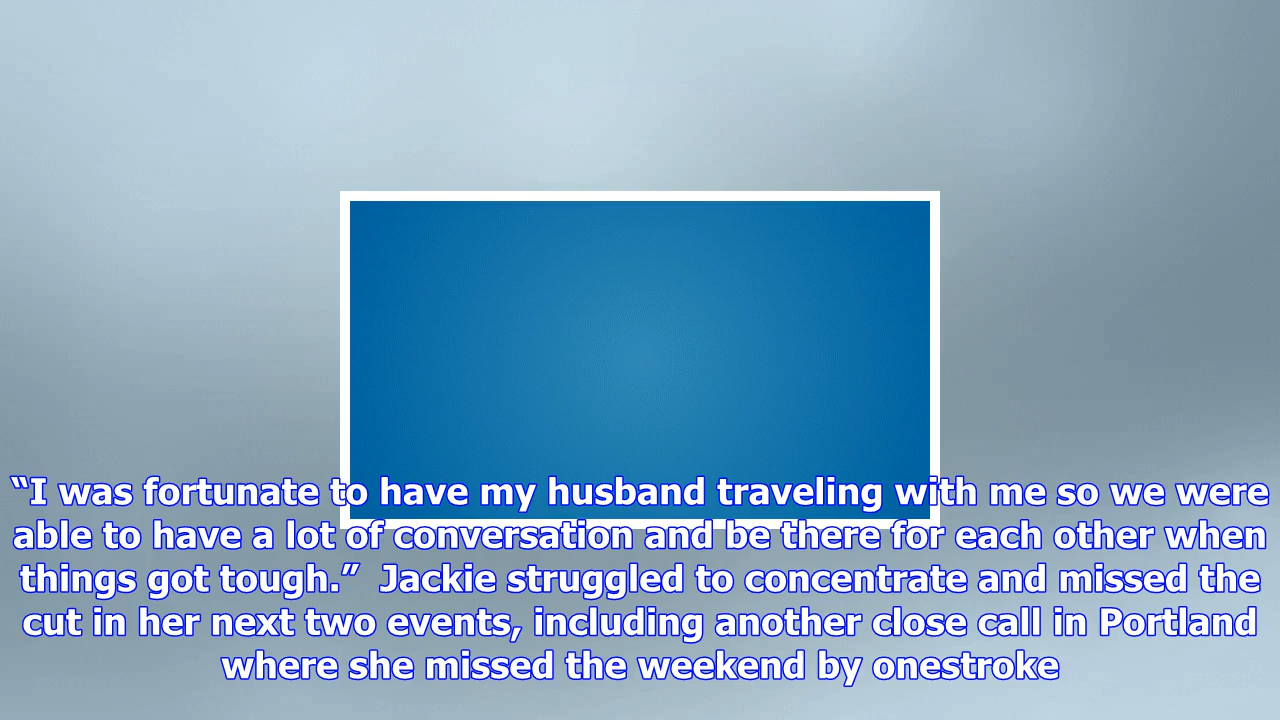 “I was fortunate to have my husband traveling with me so we were
able to have a lot of conversation and be there for each other when
things got tough.”  Jackie struggled to concentrate and missed the
cut in her next two events, including another close call in Portland
where she missed the weekend by onestroke